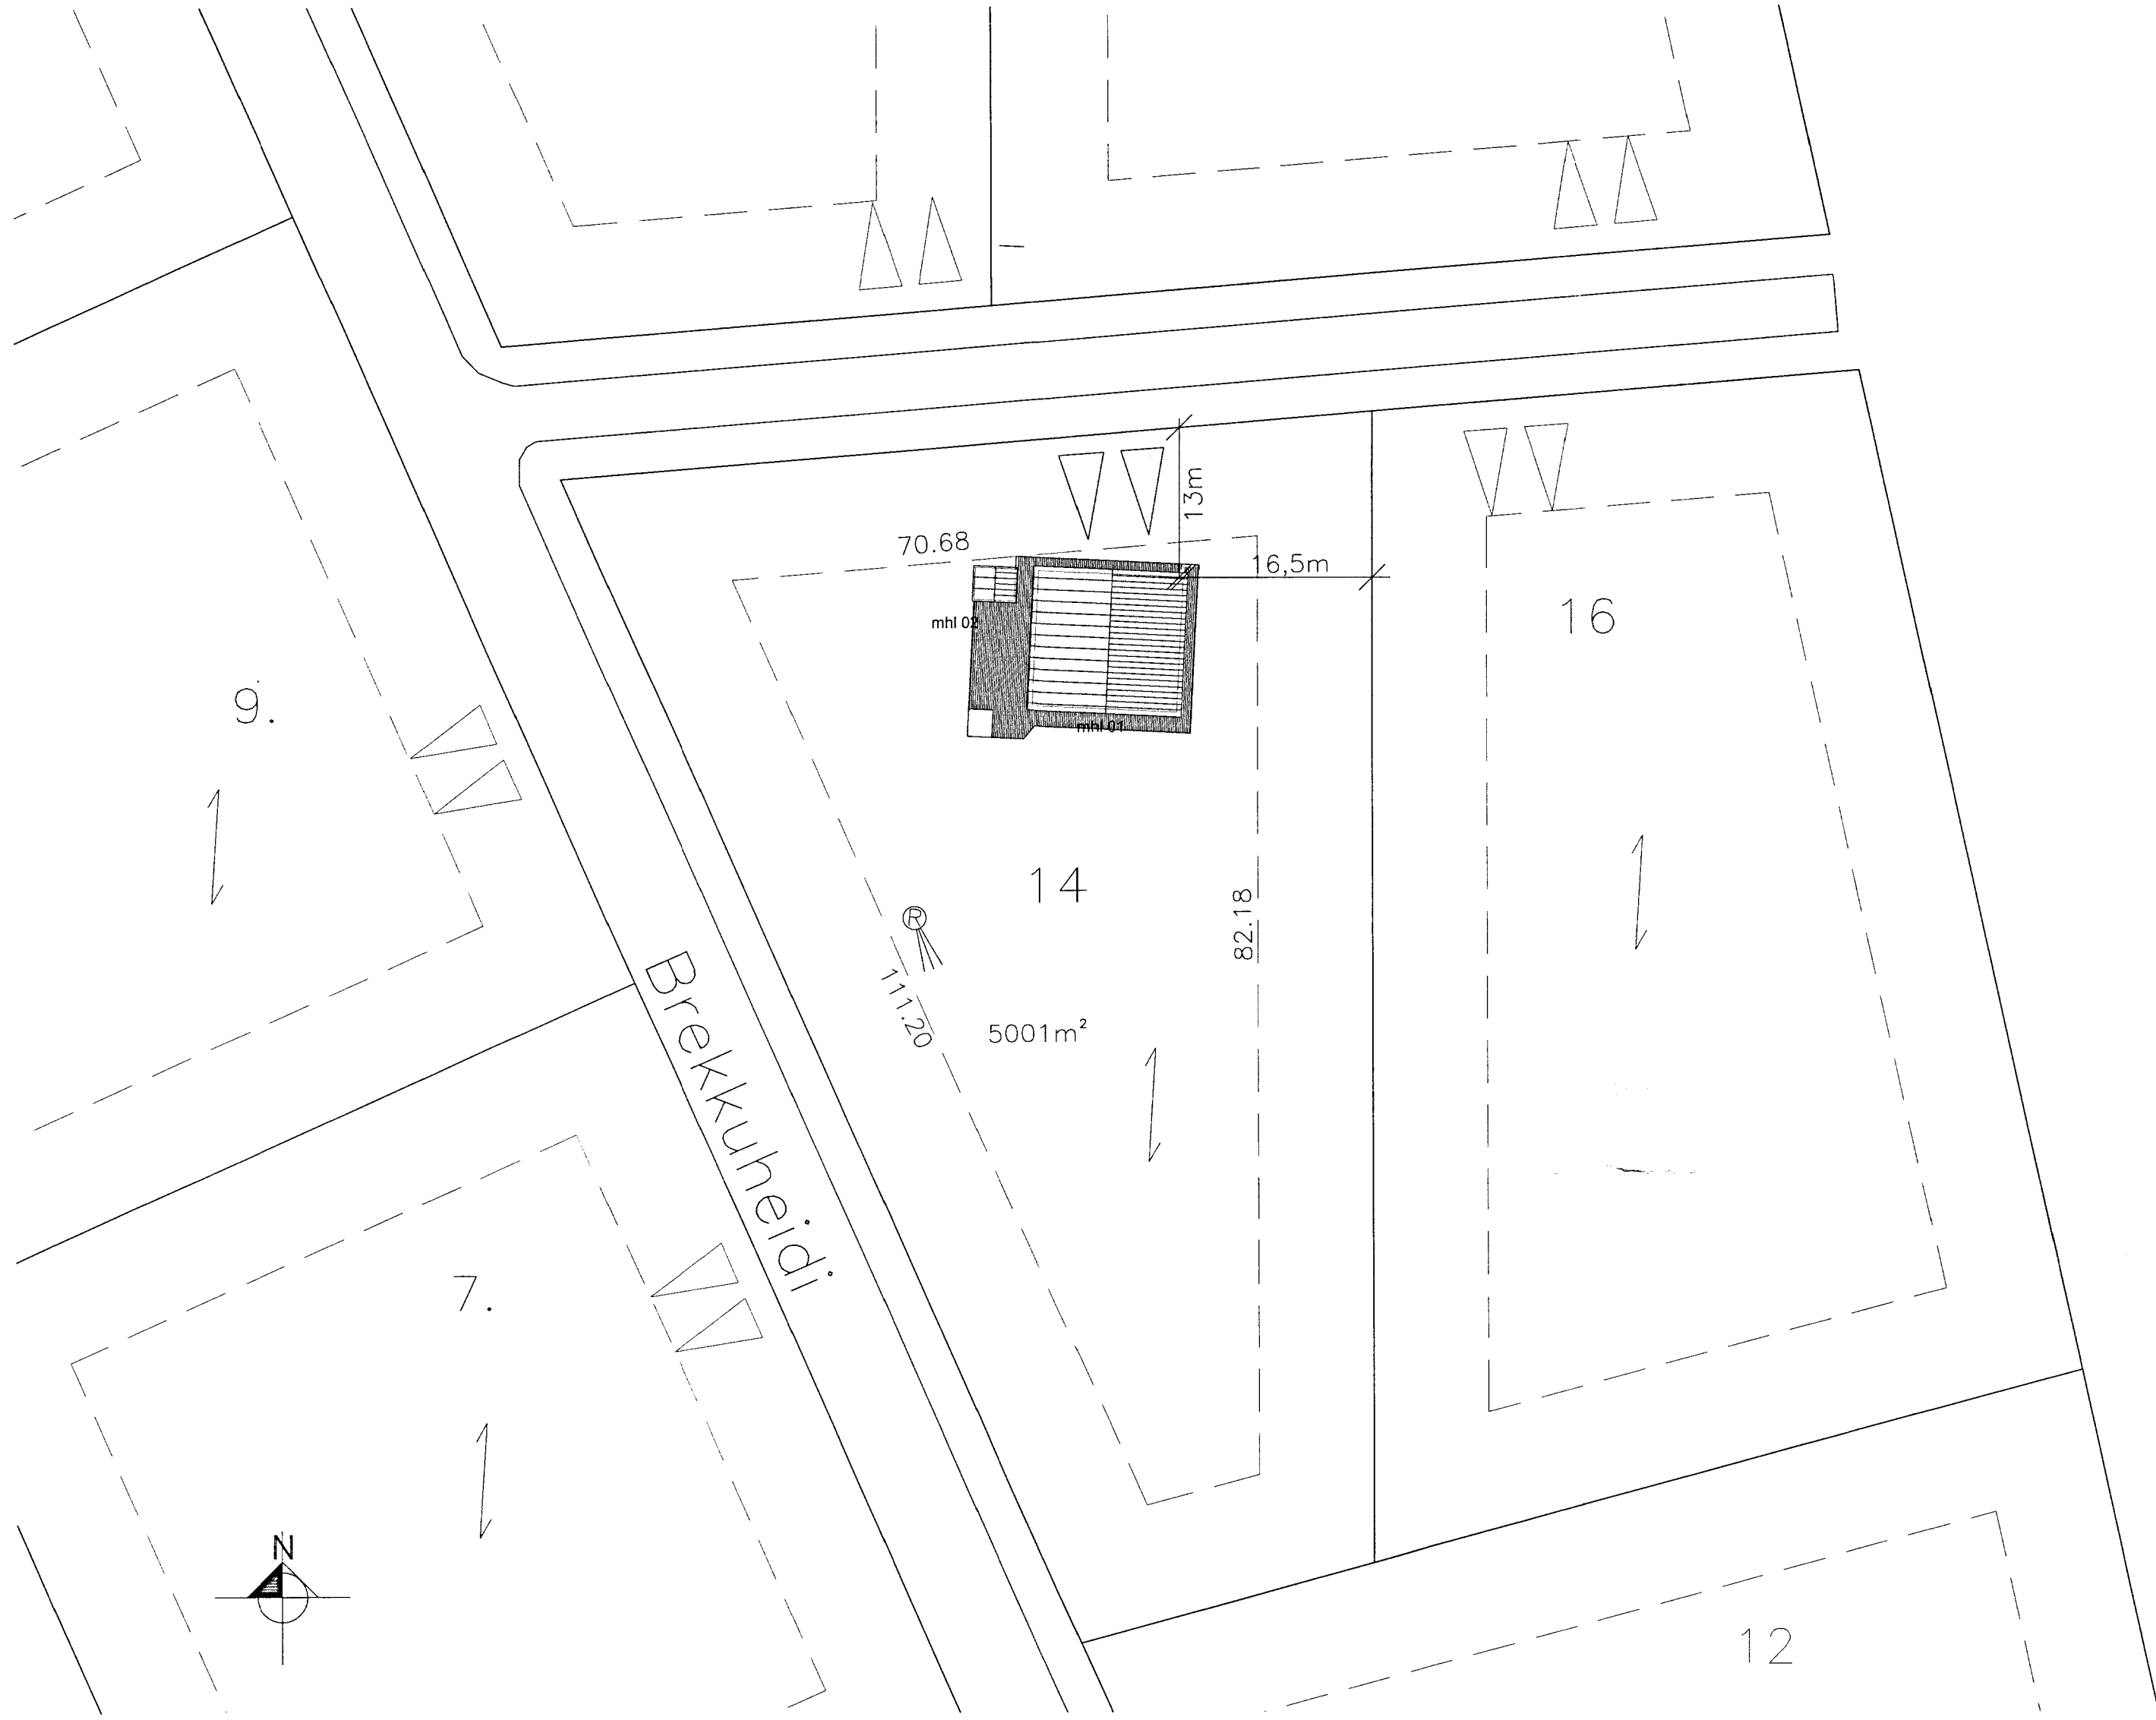 13m
70.68
16,5m
16
mhl 02
9.
mhl 01
14
82.18
R
111.20
5001m²
Brekkuheidi
7.
N
12